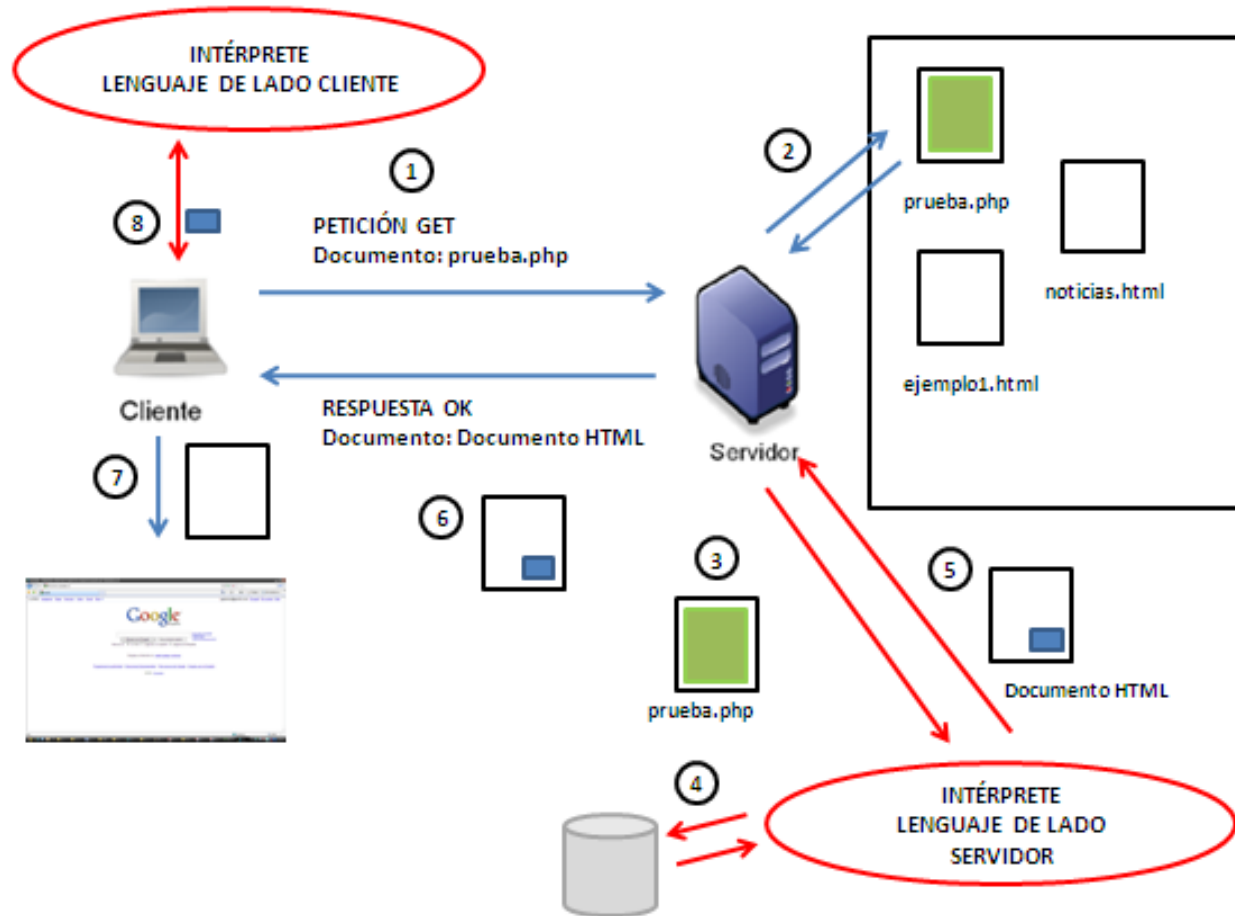 INTÉRPRETE
LENGUAJE DE LADO CLIENTE
1
2
prueba.php
8
PETICIÓN GET
Documento: prueba.php
noticias.html
ejemplo1.html
Cliente
RESPUESTA OK
Documento: Documento HTML
Servidor
7
6
3
5
Google
prueba.php
Documento HTML
4
INTÉRPRETE
LENGUAJE DE LADO
SERVIDOR